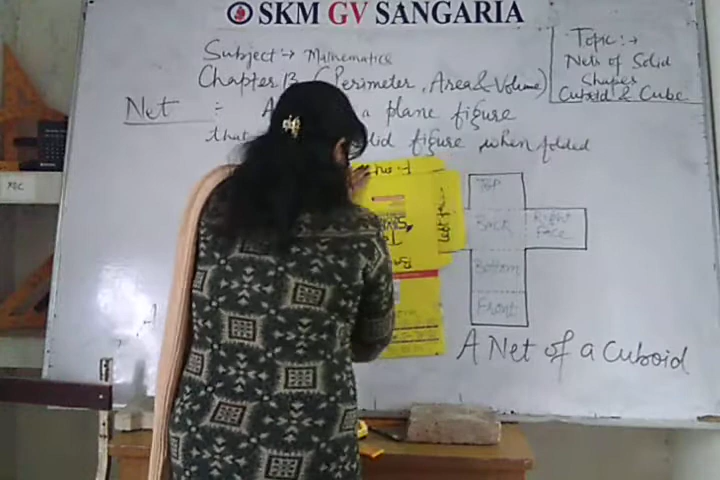 SKM GV SANGARIA
Subject :→ Mathematics
Chapter 13 (Perimeter, Area & Volume)
Topic :→
Nets of Solid
Shapes
Cuboid & Cube
Net : A a plane figure
that solid figure when folded
Top
Back Right
Face
Bottom
Front
A Net of a Cuboid